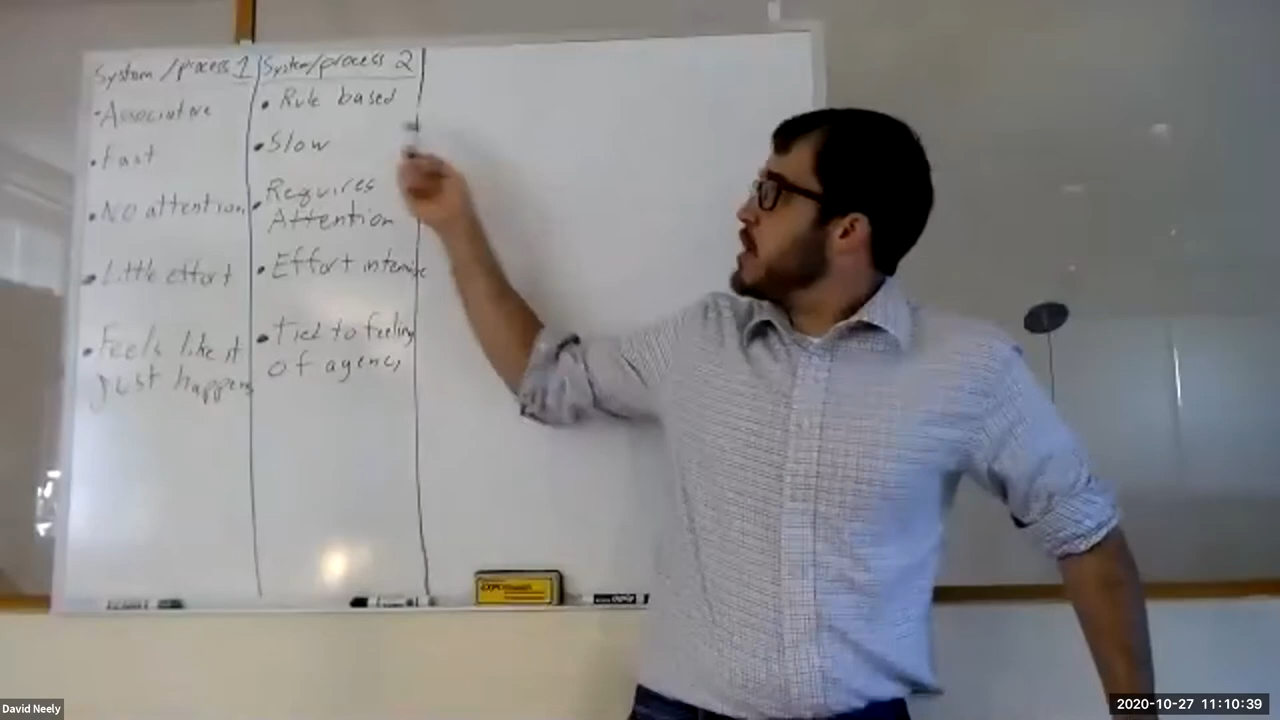 System/process 1
• Associative
• Fast
• No attention
• Little effort
• Feels like it
just happens
System/process 2
• Rule based
• Slow
• Requires
Attention
• Effort intensive
• Tied to feeling
of agency
EXPO
David Neely
2020-10-27 11:10:39